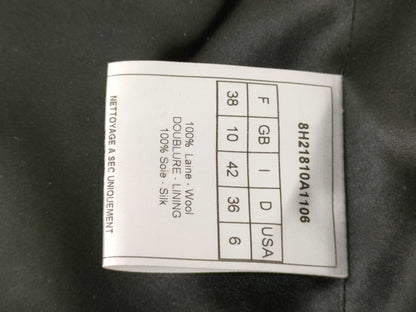 8H21810A1106
F GB I D USA
38 10 42 36 6
100% Laine - Wool
DOUBLURE - LINING
100% Soie - Silk
NETTOYAGE A SEC UNIQUEMENT